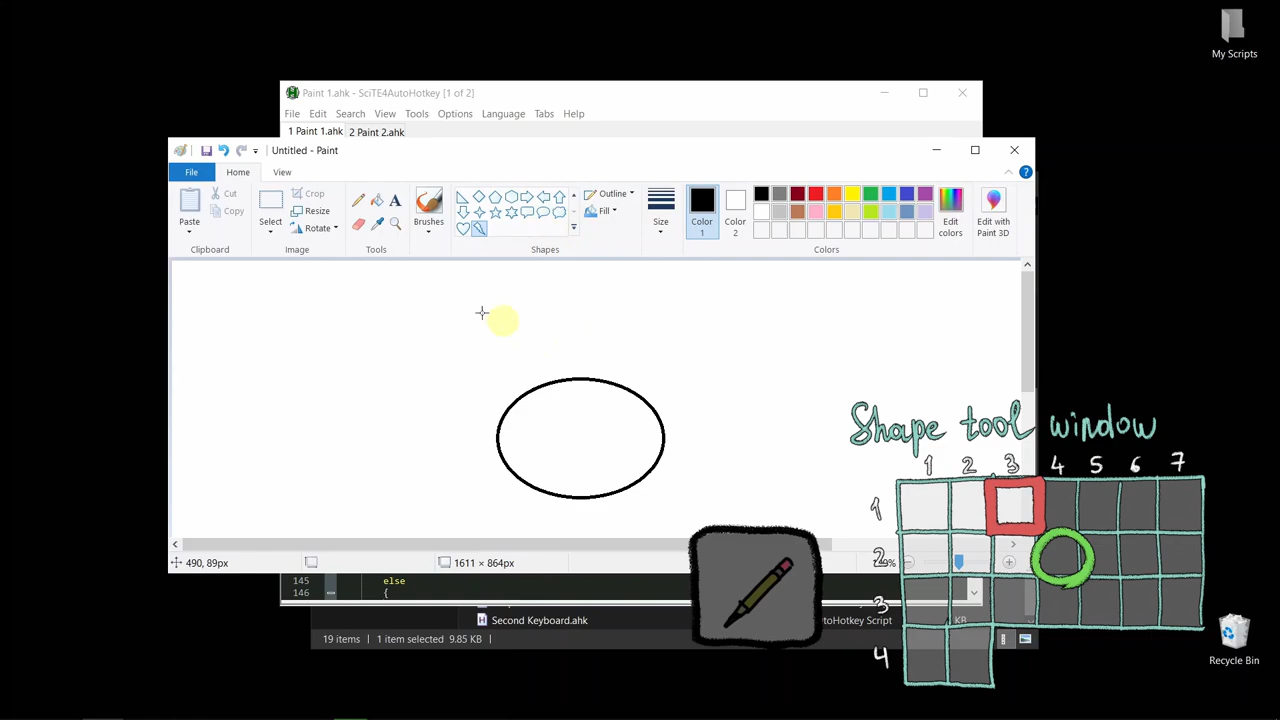 My Scripts
Paint 1.ahk - SciTE4AutoHotkey [1 of 2]
File Edit Search View Tools Options Language Tabs Help
1 Paint 1.ahk 2 Paint 2.ahk
Untitled - Paint
File Home View
Paste
Cut
Copy
Clipboard
Select
Crop
Resize
Rotate
Image
A
Tools
Brushes
Shapes
Outline
Fill
Size
Color 1
Color 2
Colors
Edit colors
Edit with Paint 3D
Shape tool window
1 2 3 4 5 6 7
1
2
3
4
490, 89px
1611 × 864px
145 else
146 {
Second Keyboard.ahk
AutoHotkey Script
KB
19 items 1 item selected 9.85 KB
Recycle Bin